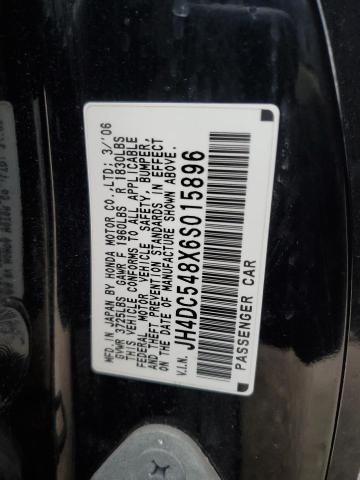 MFD. IN JAPAN BY HONDA MOTOR CO.,LTD; 3/'06
GVWR 3725LBS GAWR F 1960LBS R 1830LBS
THIS VEHICLE CONFORMS TO ALL APPLICABLE
FEDERAL MOTOR VEHICLE SAFETY, BUMPER,
AND THEFT PREVENTION STANDARDS IN EFFECT
ON THE DATE OF MANUFACTURE SHOWN ABOVE.
V.I.N. JH4DC548X6S015896
PASSENGER CAR